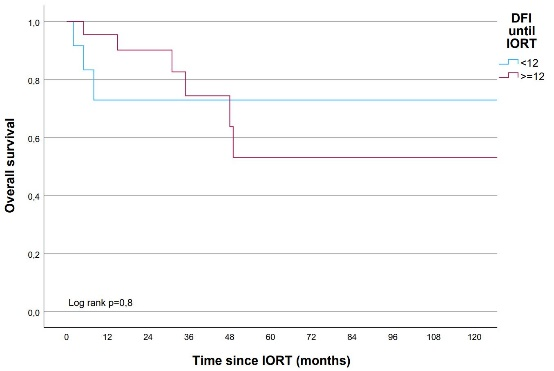 DFI
until
IORT
<12
>=12
1,0
0,8
0,6
0,4
0,2
0,0
Overall survival
Log rank p=0,8
0 12 24 36 48 60 72 84 96 108 120
Time since IORT (months)